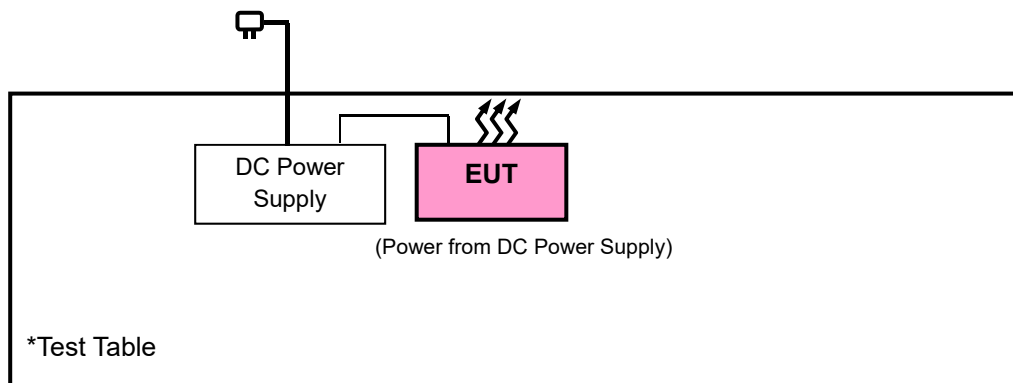 DC Power
Supply
EUT
(Power from DC Power Supply)
*Test Table